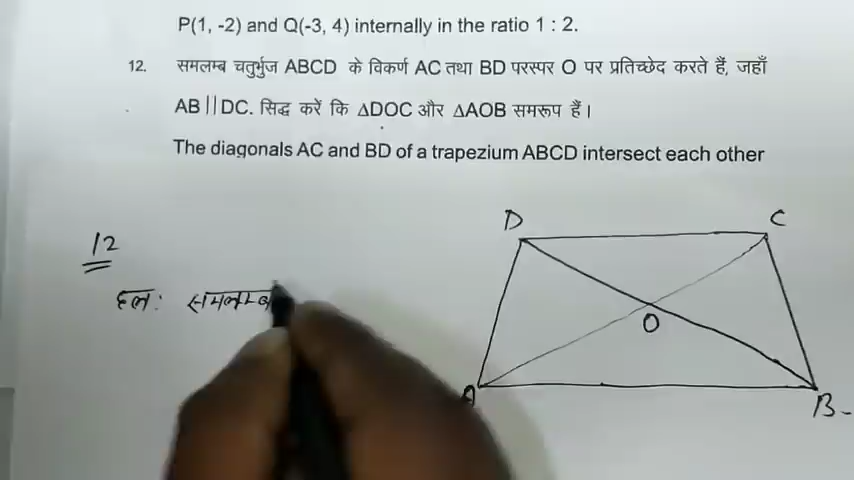 P(1, -2) and Q(-3, 4) internally in the ratio 1 : 2.
12. समलम्ब चतुर्भुज ABCD के विकर्ण AC तथा BD परस्पर O पर प्रतिच्छेद करते हैं, जहाँ
AB||DC. सिद्ध करें कि ΔDOC और ΔAOB समरूप हैं।
The diagonals AC and BD of a trapezium ABCD intersect each other
D C
12
हल: समलम्ब
O
A B